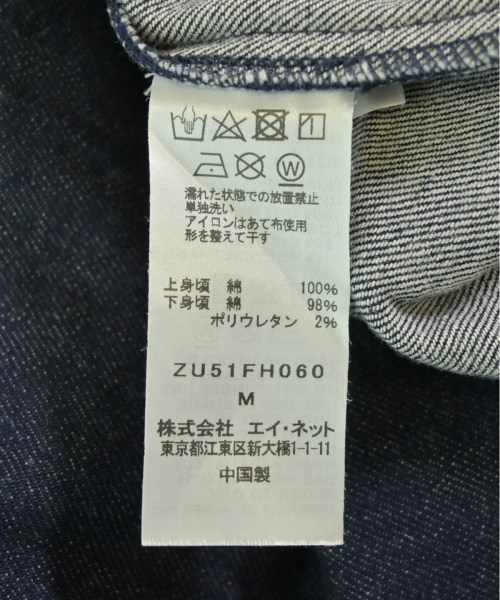 W
濡れた状態での放置禁止
単独洗い
アイロンはあて布使用
形を整えて干す
上身頃 綿 100%
下身頃 綿 98%
ポリウレタン 2%
ZU51FH060
M
株式会社 エイ・ネット
東京都江東区新大橋1-1-11
中国製